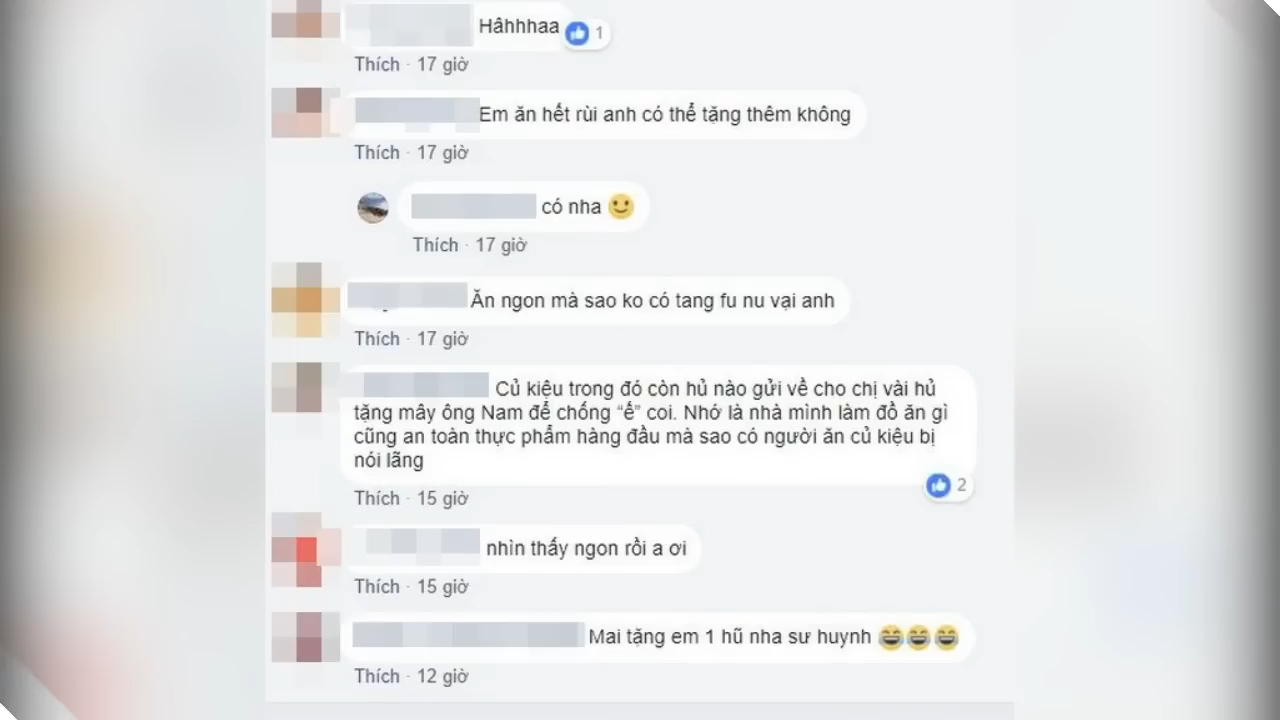 Hâhhhaa 1
Thích · 17 giờ
Em ăn hết rùi anh có thể tặng thêm không
Thích · 17 giờ
có nha
Thích · 17 giờ
Ăn ngon mà sao ko có tang fu nu vại anh
Thích · 17 giờ
Củ kiệu trong đó còn hủ nào gửi về cho chị vài hủ
tặng mây ông Nam để chống “ế” coi. Nhớ là nhà mình làm đồ ăn gì
cũng an toàn thực phẩm hàng đầu mà sao có người ăn củ kiệu bị
nói lãng
2
Thích · 15 giờ
nhìn thấy ngon rồi a ơi
Thích · 15 giờ
Mai tặng em 1 hũ nha sư huynh
Thích · 12 giờ